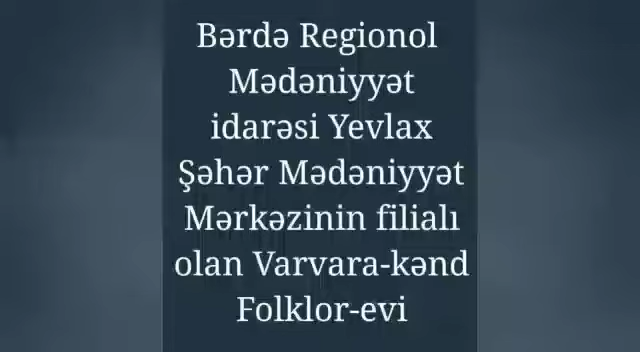 Bərdə Regionol
Mədəniyyət
idarəsi Yevlax
Şəhər Mədəniyyət
Mərkəzinin filialı
olan Varvara-kənd
Folklor-evi